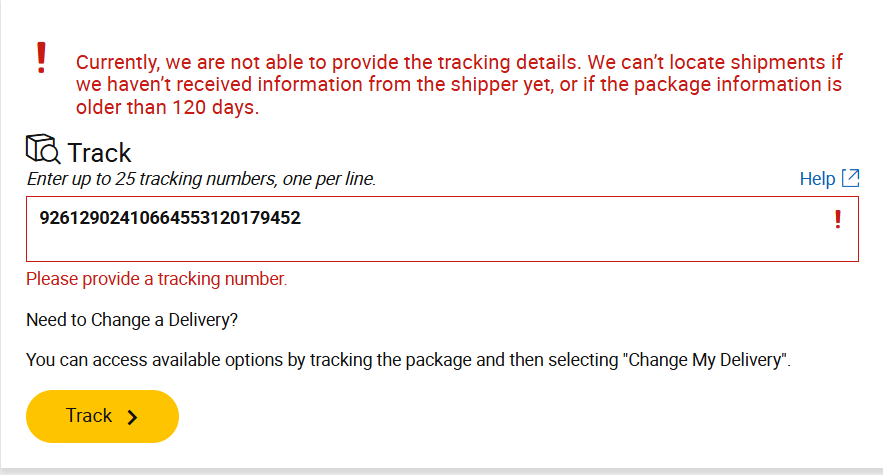 Currently, we are not able to provide the tracking details. We can’t locate shipments if
we haven’t received information from the shipper yet, or if the package information is
older than 120 days.
Track
Enter up to 25 tracking numbers, one per line.
Help
92612902410664553120179452
Please provide a tracking number.
Need to Change a Delivery?
You can access available options by tracking the package and then selecting "Change My Delivery".
Track